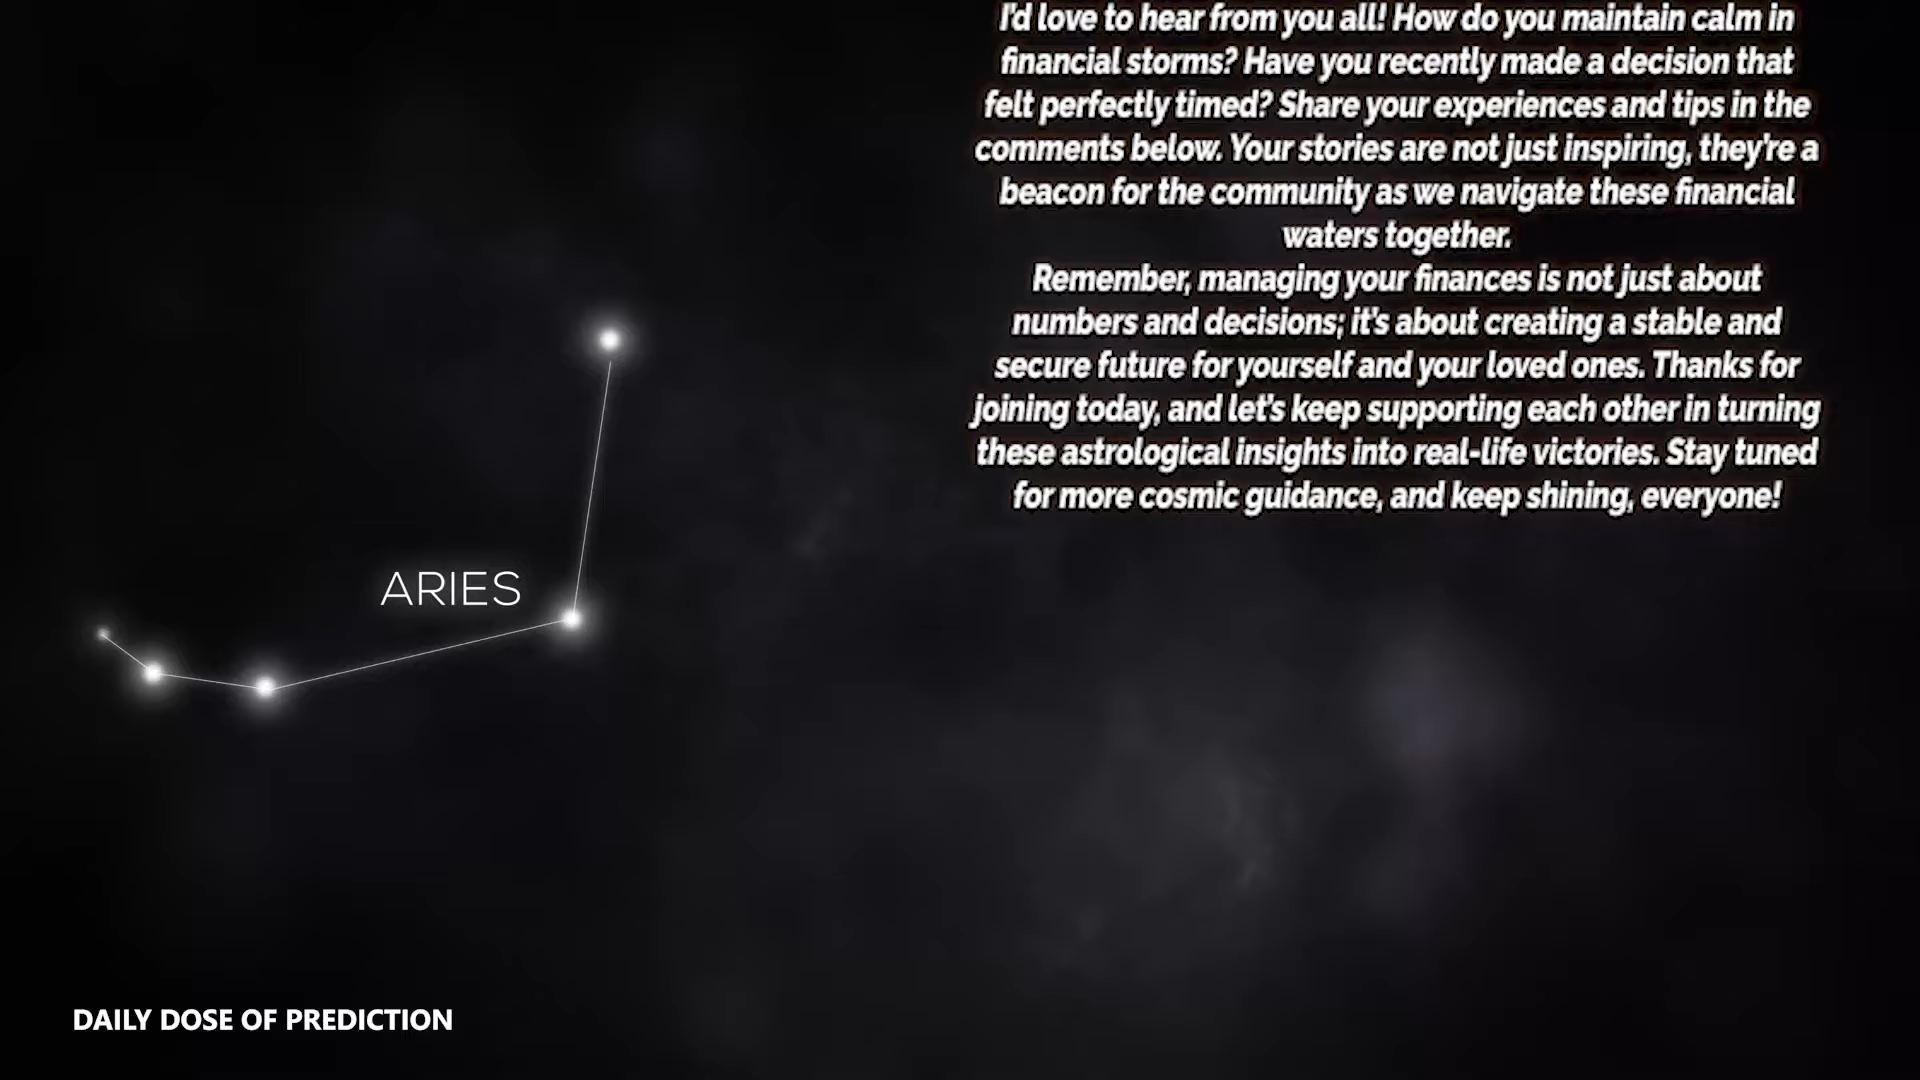 I'd love to hear from you all! How do you maintain calm in
financial storms? Have you recently made a decision that
felt perfectly timed? Share your experiences and tips in the
comments below. Your stories are not just inspiring, they're a
beacon for the community as we navigate these financial
waters together.
Remember, managing your finances is not just about
numbers and decisions; it's about creating a stable and
secure future for yourself and your loved ones. Thanks for
joining today, and let's keep supporting each other in turning
these astrological insights into real-life victories. Stay tuned
for more cosmic guidance, and keep shining, everyone!
ARIES
DAILY DOSE OF PREDICTION